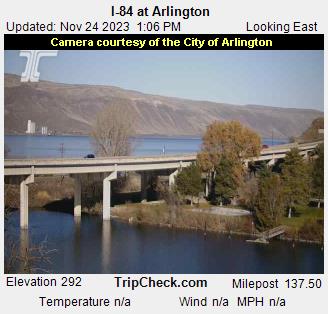 I-84 at Arlington
Updated: Nov 24 2023 1:06 PM Looking East
Camera courtesy of the City of Arlington
Elevation 292 TripCheck.com Milepost 137.50
Temperature n/a Wind n/a MPH n/a